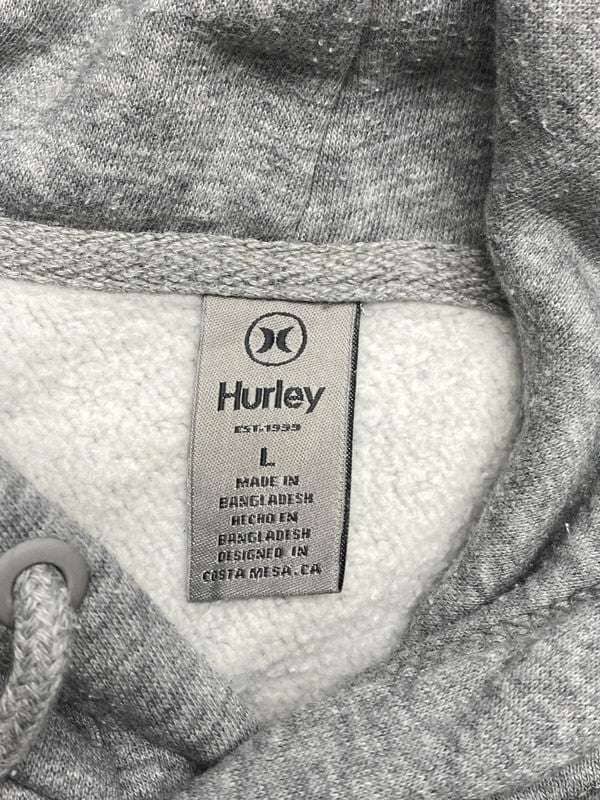 Hurley
EST.1999
L
MADE IN
BANGLADESH
HECHO EN
BANGLADESH
DESIGNED IN
COSTA MESA, CA